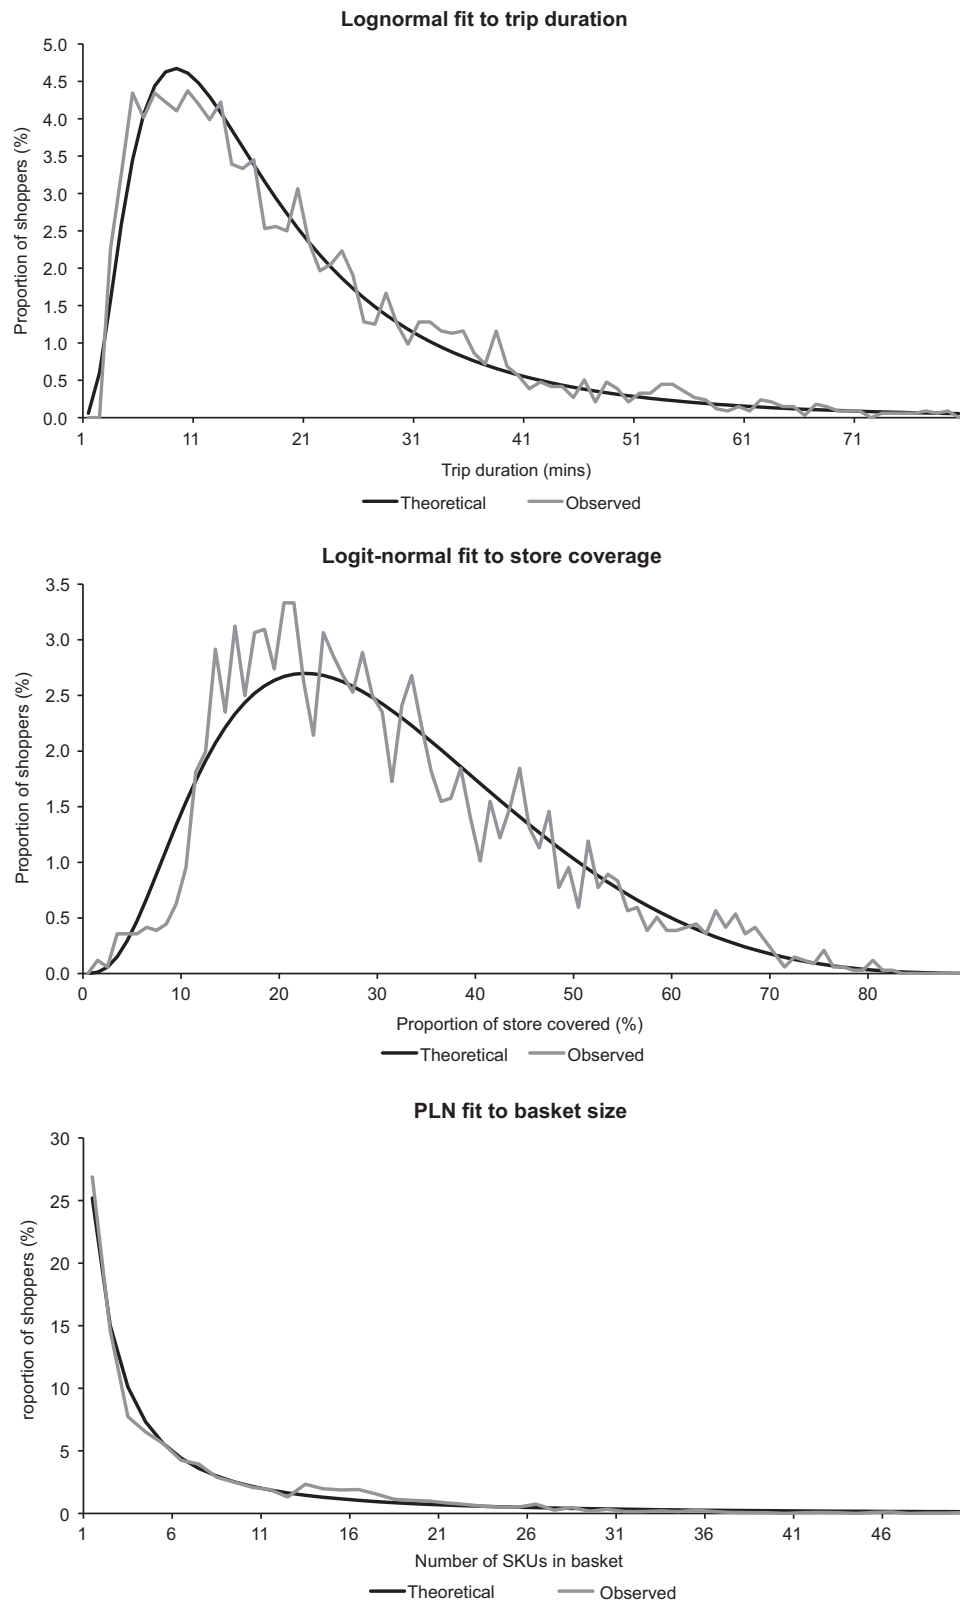 Lognormal fit to trip duration
5.0
4.5
4.0
3.5
3.0
2.5
2.0
1.5
1.0
0.5
0.0
Proportion of shoppers (%)
1 11 21 31 41 51 61 71
Trip duration (mins)
Theoretical Observed
Logit-normal fit to store coverage
3.5
3.0
2.5
2.0
1.5
1.0
0.5
0.0
Proportion of shoppers (%)
0 10 20 30 40 50 60 70 80
Proportion of store covered (%)
Theoretical Observed
PLN fit to basket size
30
25
20
15
10
5
0
roportion of shoppers (%)
1 6 11 16 21 26 31 36 41 46
Number of SKUs in basket
Theoretical Observed